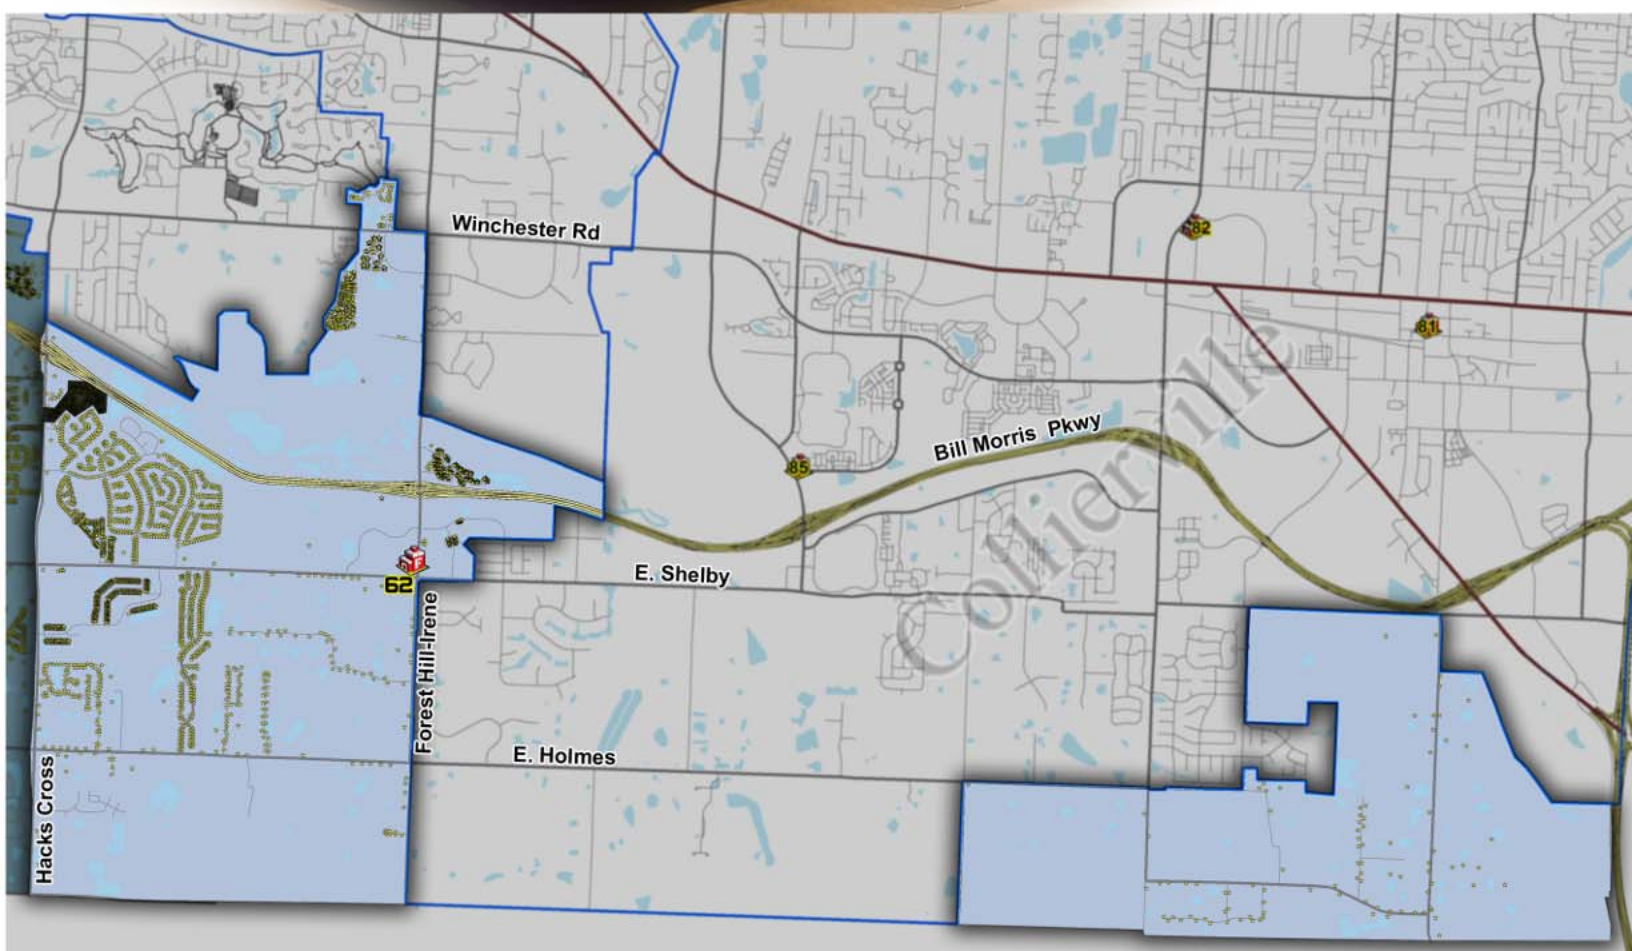 Winchester Rd
82
81
Collierville
Bill Morris Pkwy
85
F
62
E. Shelby
Forest Hill-Irene
E. Holmes
Hacks Cross